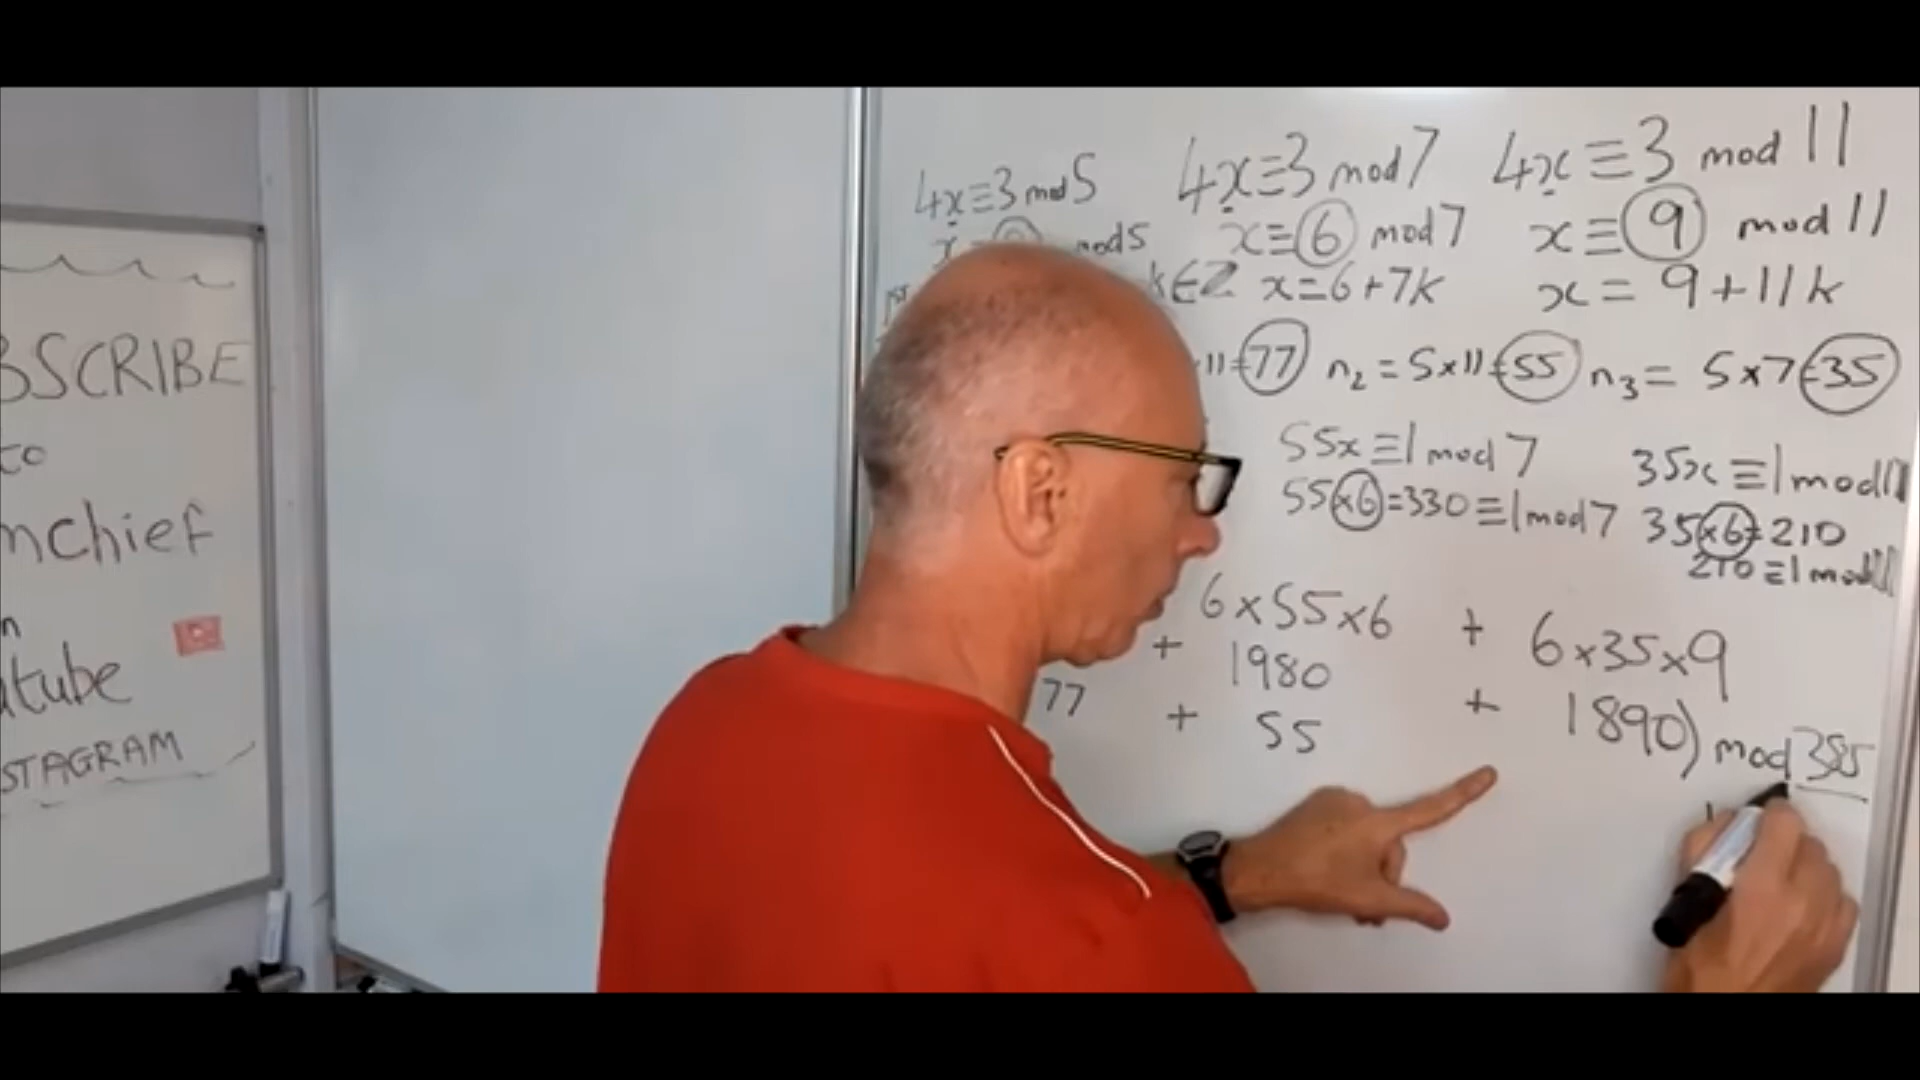 BSCRIBE
to
mchief
n
utube
STAGRAM
4x≡3 mod 5
mod 5
4x≡3 mod 7
x≡6 mod 7
k∈Z x=6+7k
4x≡3 mod 11
x≡9 mod 11
x=9+11k
11=77 n₂=5×11=55 n₃=5×7=35
55x≡1 mod 7
55×6=330≡1 mod 7
35x≡1 mod 11
35×6=210
210≡1 mod 11
6×55×6 + 6×35×9
+ 1980
77 + 55 + 1890) mod 385